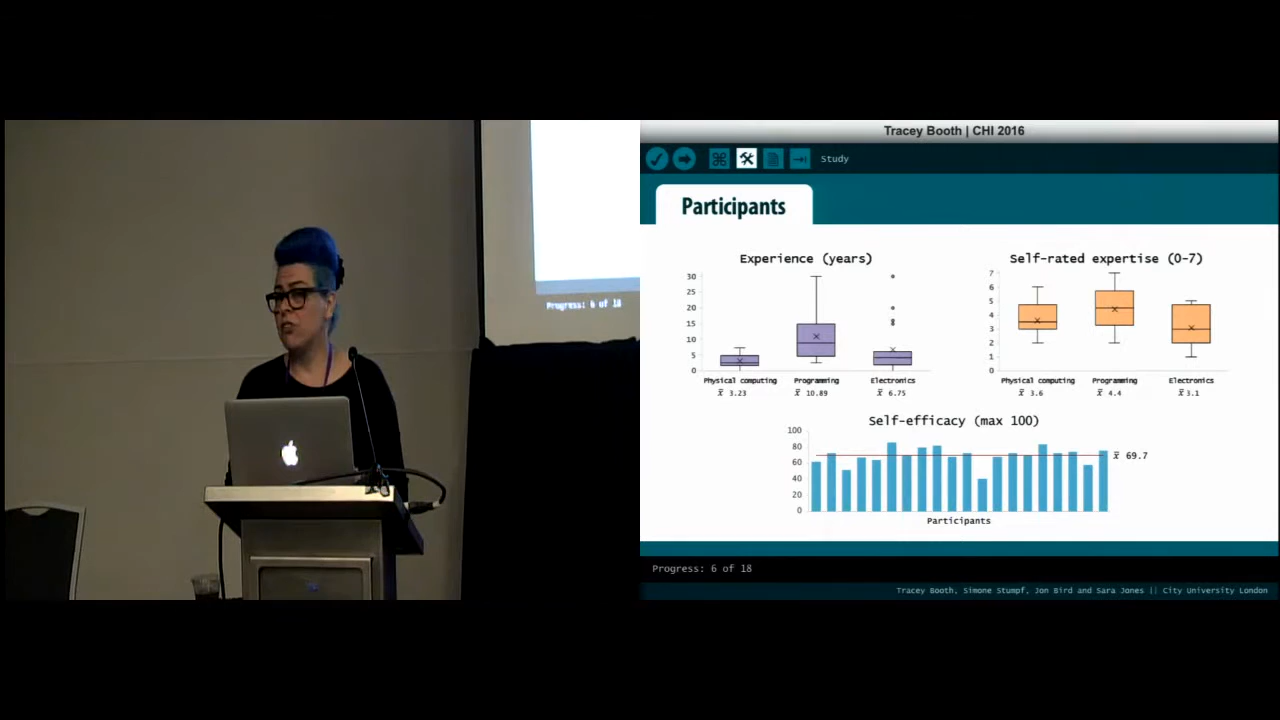 Progress: 6 of 18
Tracey Booth | CHI 2016
Study
Participants
Experience (years)
30
25
20
15
10
5
0
Physical computing Programming Electronics
x̅ 3.23 x̅ 10.89 x̅ 6.75
Self-rated expertise (0-7)
7
6
5
4
3
2
1
0
Physical computing Programming Electronics
x̅ 3.6 x̅ 4.4 x̅ 3.1
Self-efficacy (max 100)
100
80
60
40
20
0
x̅ 69.7
Participants
Progress: 6 of 18
Tracey Booth, Simone Stumpf, Jon Bird and Sara Jones || City University London